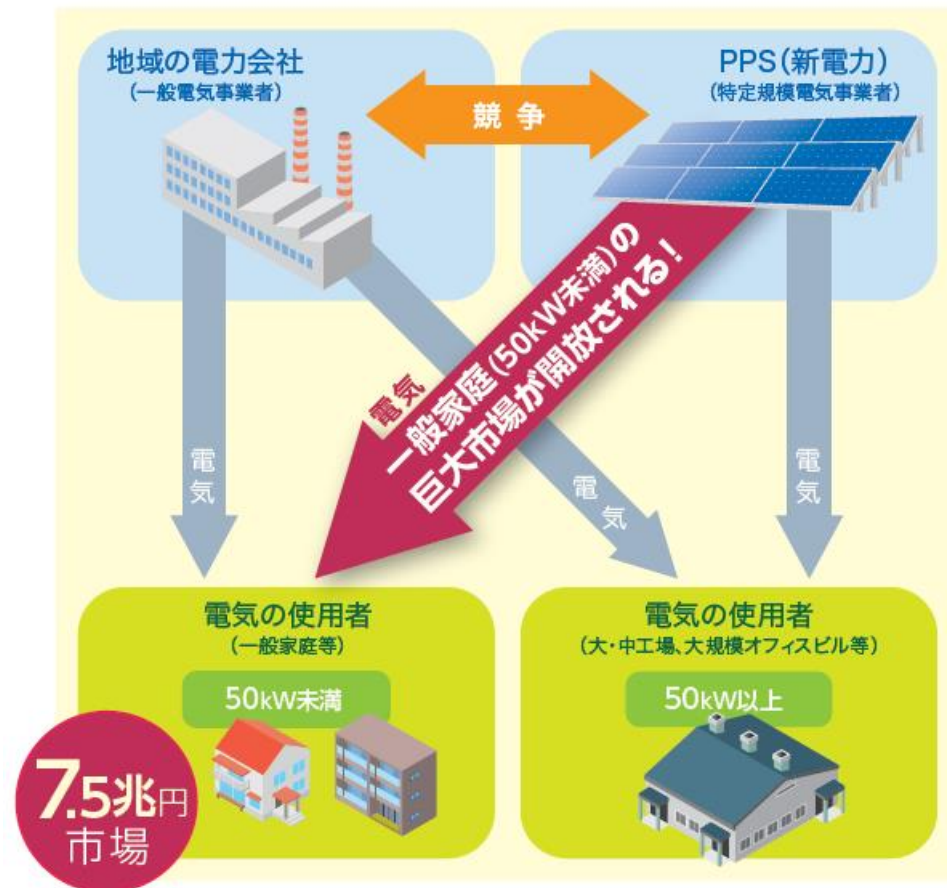 地域の電力会社
(一般電気事業者)
PPS(新電力)
(特定規模電気事業者)
競争
一般家庭(50kW未満)の
巨大市場が開放される!
電気
電気
電気
電気
電気の使用者
(一般家庭等)
50kW未満
電気の使用者
(大・中工場、大規模オフィスビル等)
50kW以上
7.5兆円
市場